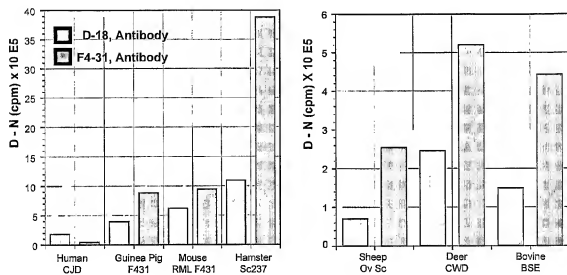 D - N (cpm) x 10 E5
40
35
30
25
20
15
10
5
0
D-18, Antibody
F4-31, Antibody
Human
CJD
Guinea Pig
F431
Mouse
RML F431
Hamster
Sc237
D - N (cpm) X 10 E5
6
5
4
3
2
1
0
Sheep
Ov Sc
Deer
CWD
Bovine
BSE